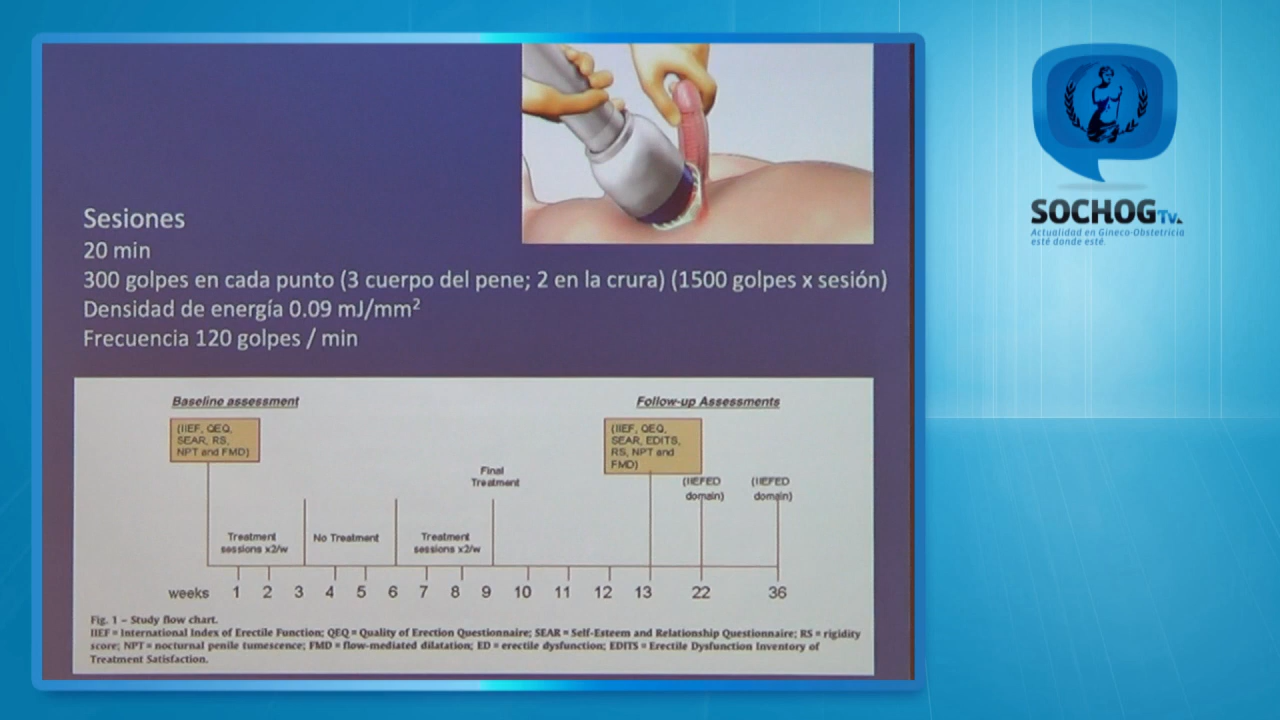 Sesiones
20 min
300 golpes en cada punto (3 cuerpo del pene; 2 en la crura) (1500 golpes x sesión)
Densidad de energía 0.09 mJ/mm²
Frecuencia 120 golpes / min
Baseline assessment
(IIEF, QEQ,
SEAR, RS,
NPT and FMD)
Follow-up Assessments
(IIEF, QEQ,
SEAR, EDITS,
RS, NPT and
FMD)
Final
Treatment
(IIEFED
domain)
(IIEFED
domain)
Treatment
sessions x2/w
No Treatment
Treatment
sessions x2/w
weeks 1 2 3 4 5 6 7 8 9 10 11 12 13 22 36
Fig. 1 – Study flow chart.
IIEF = International Index of Erectile Function; QEQ = Quality of Erection Questionnaire; SEAR = Self-Esteem and Relationship Questionnaire; RS = rigidity
score; NPT = nocturnal penile tumescence; FMD = flow-mediated dilatation; ED = erectile dysfunction; EDITS = Erectile Dysfunction Inventory of
Treatment Satisfaction.
SOCHOG Tv.
Actualidad en Gineco-Obstetricia
esté donde esté.